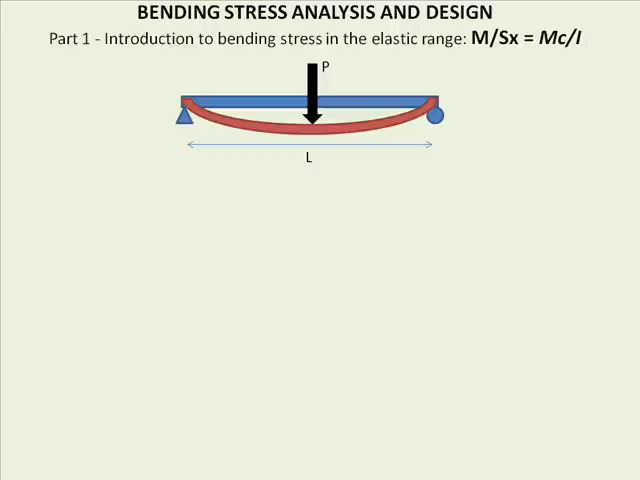 BENDING STRESS ANALYSIS AND DESIGN
Part 1 - Introduction to bending stress in the elastic range: M/Sx = Mc/I
P
L